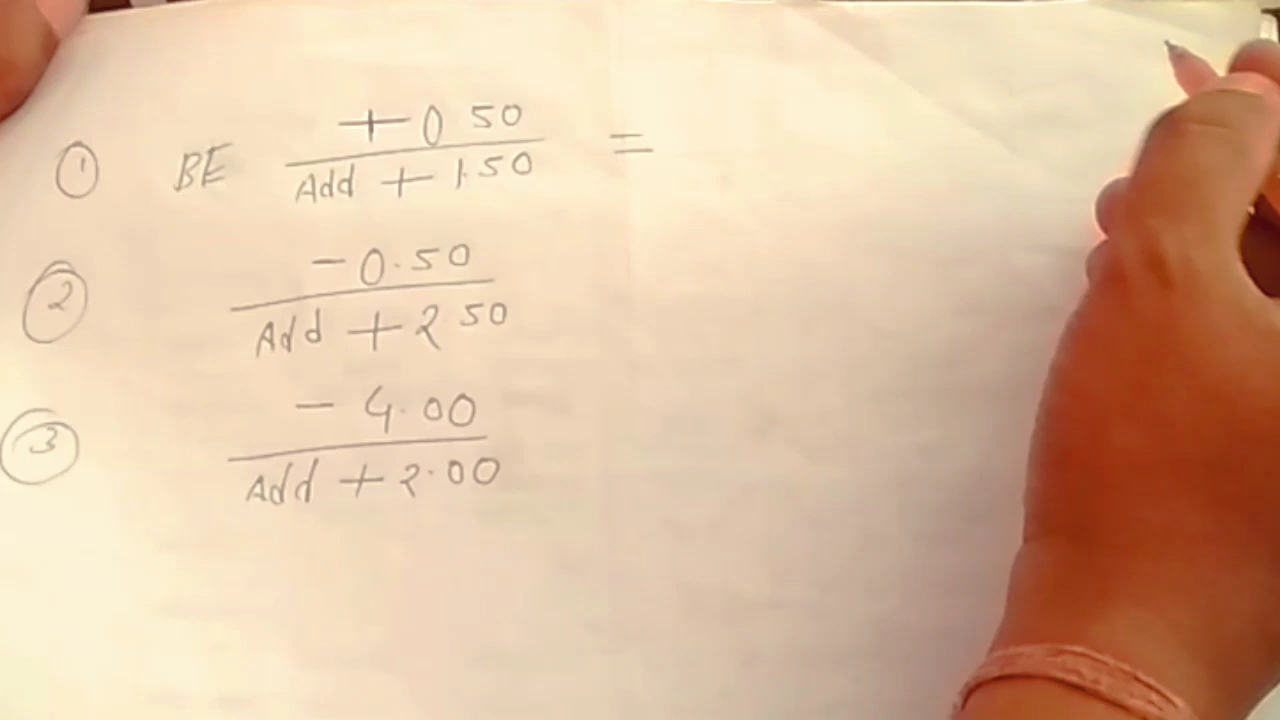 ① BE +0.50 =
Add +1.50
② -0.50
Add +2.50
③ -4.00
Add +2.00